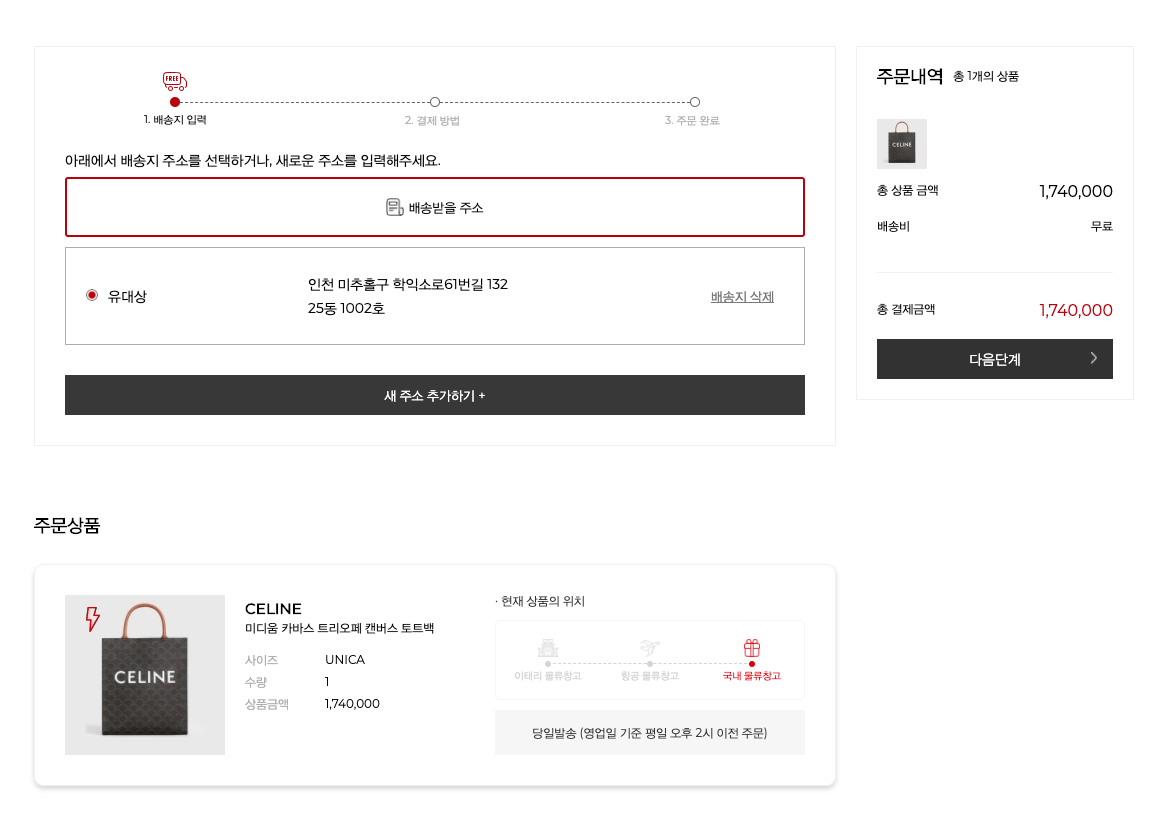 FREE
1. 배송지 입력
2. 결제 방법
3. 주문 완료
아래에서 배송지 주소를 선택하거나, 새로운 주소를 입력해주세요.
배송받을 주소
유대상
인천 미추홀구 학익소로61번길 132
25동 1002호
배송지 삭제
새 주소 추가하기 +
주문내역 총 1개의 상품
CELINE
총 상품 금액 1,740,000
배송비 무료
총 결제금액 1,740,000
다음단계
주문상품
CELINE
CELINE
미디움 카바스 트리오페 캔버스 토트백
사이즈 UNICA
수량 1
상품금액 1,740,000
· 현재 상품의 위치
이태리 물류창고
항공 물류창고
국내 물류창고
당일발송 (영업일 기준 평일 오후 2시 이전 주문)